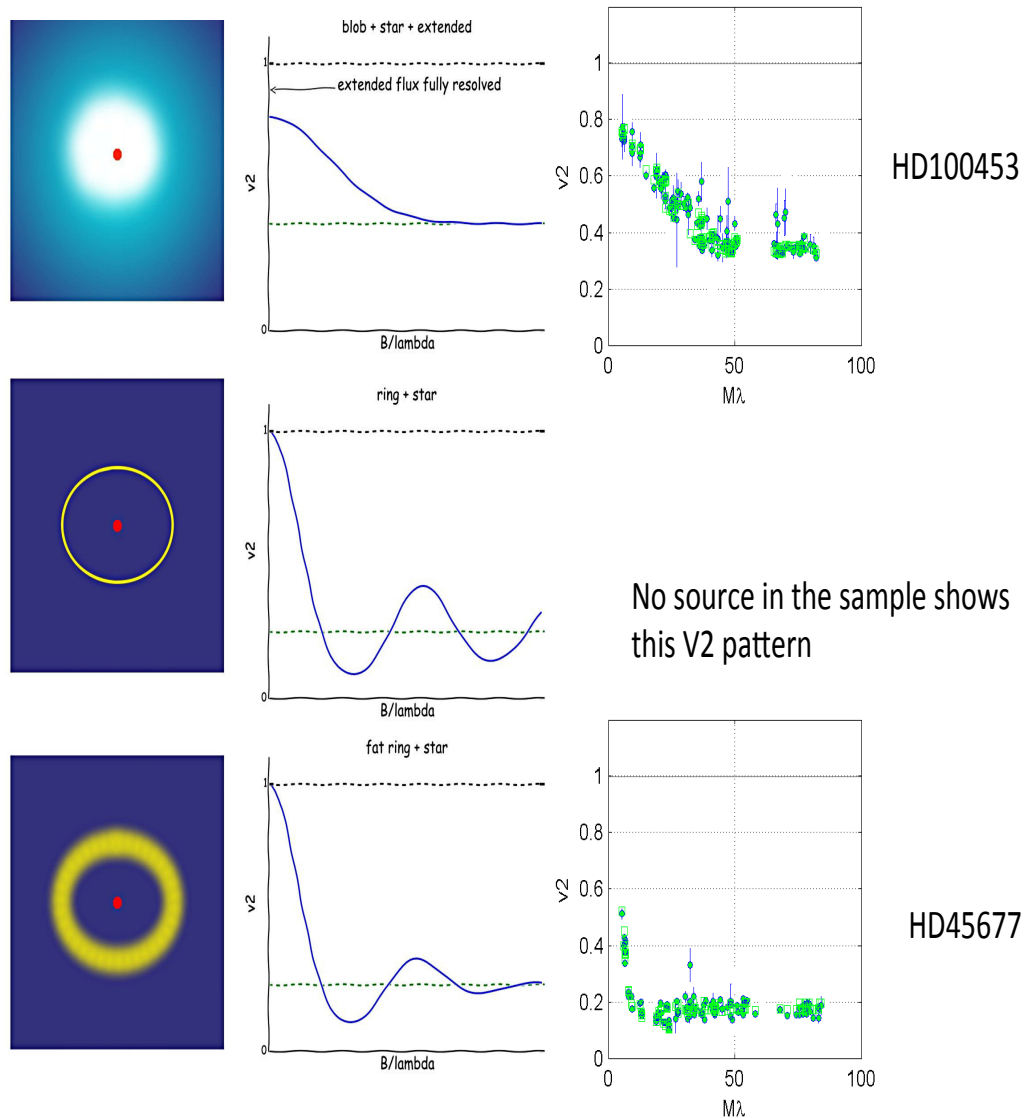 blob + star + extended
1
extended flux fully resolved
v2
0
B/lambda
1
0.8
0.6
0.4
0.2
0
v2
0 50 100
Mλ
HD100453
ring + star
1
v2
0
B/lambda
No source in the sample shows
this V2 pattern
fat ring + star
1
v2
0
B/lambda
1
0.8
0.6
0.4
0.2
0
v2
0 50 100
Mλ
HD45677